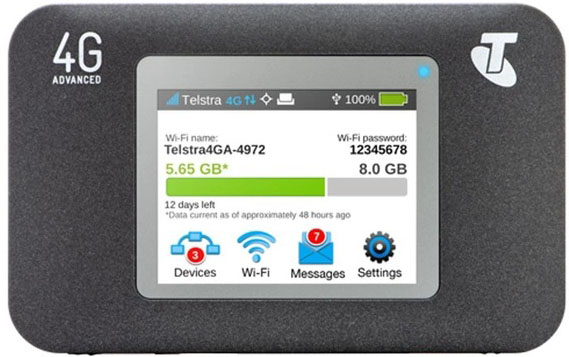 4G
ADVANCED
T
Telstra 4G 100%
Wi-Fi name: Wi-Fi password:
Telstra4GA-4972 12345678
5.65 GB* 8.0 GB
12 days left
*Data current as of approximately 48 hours ago
3 7
Devices Wi-Fi Messages Settings